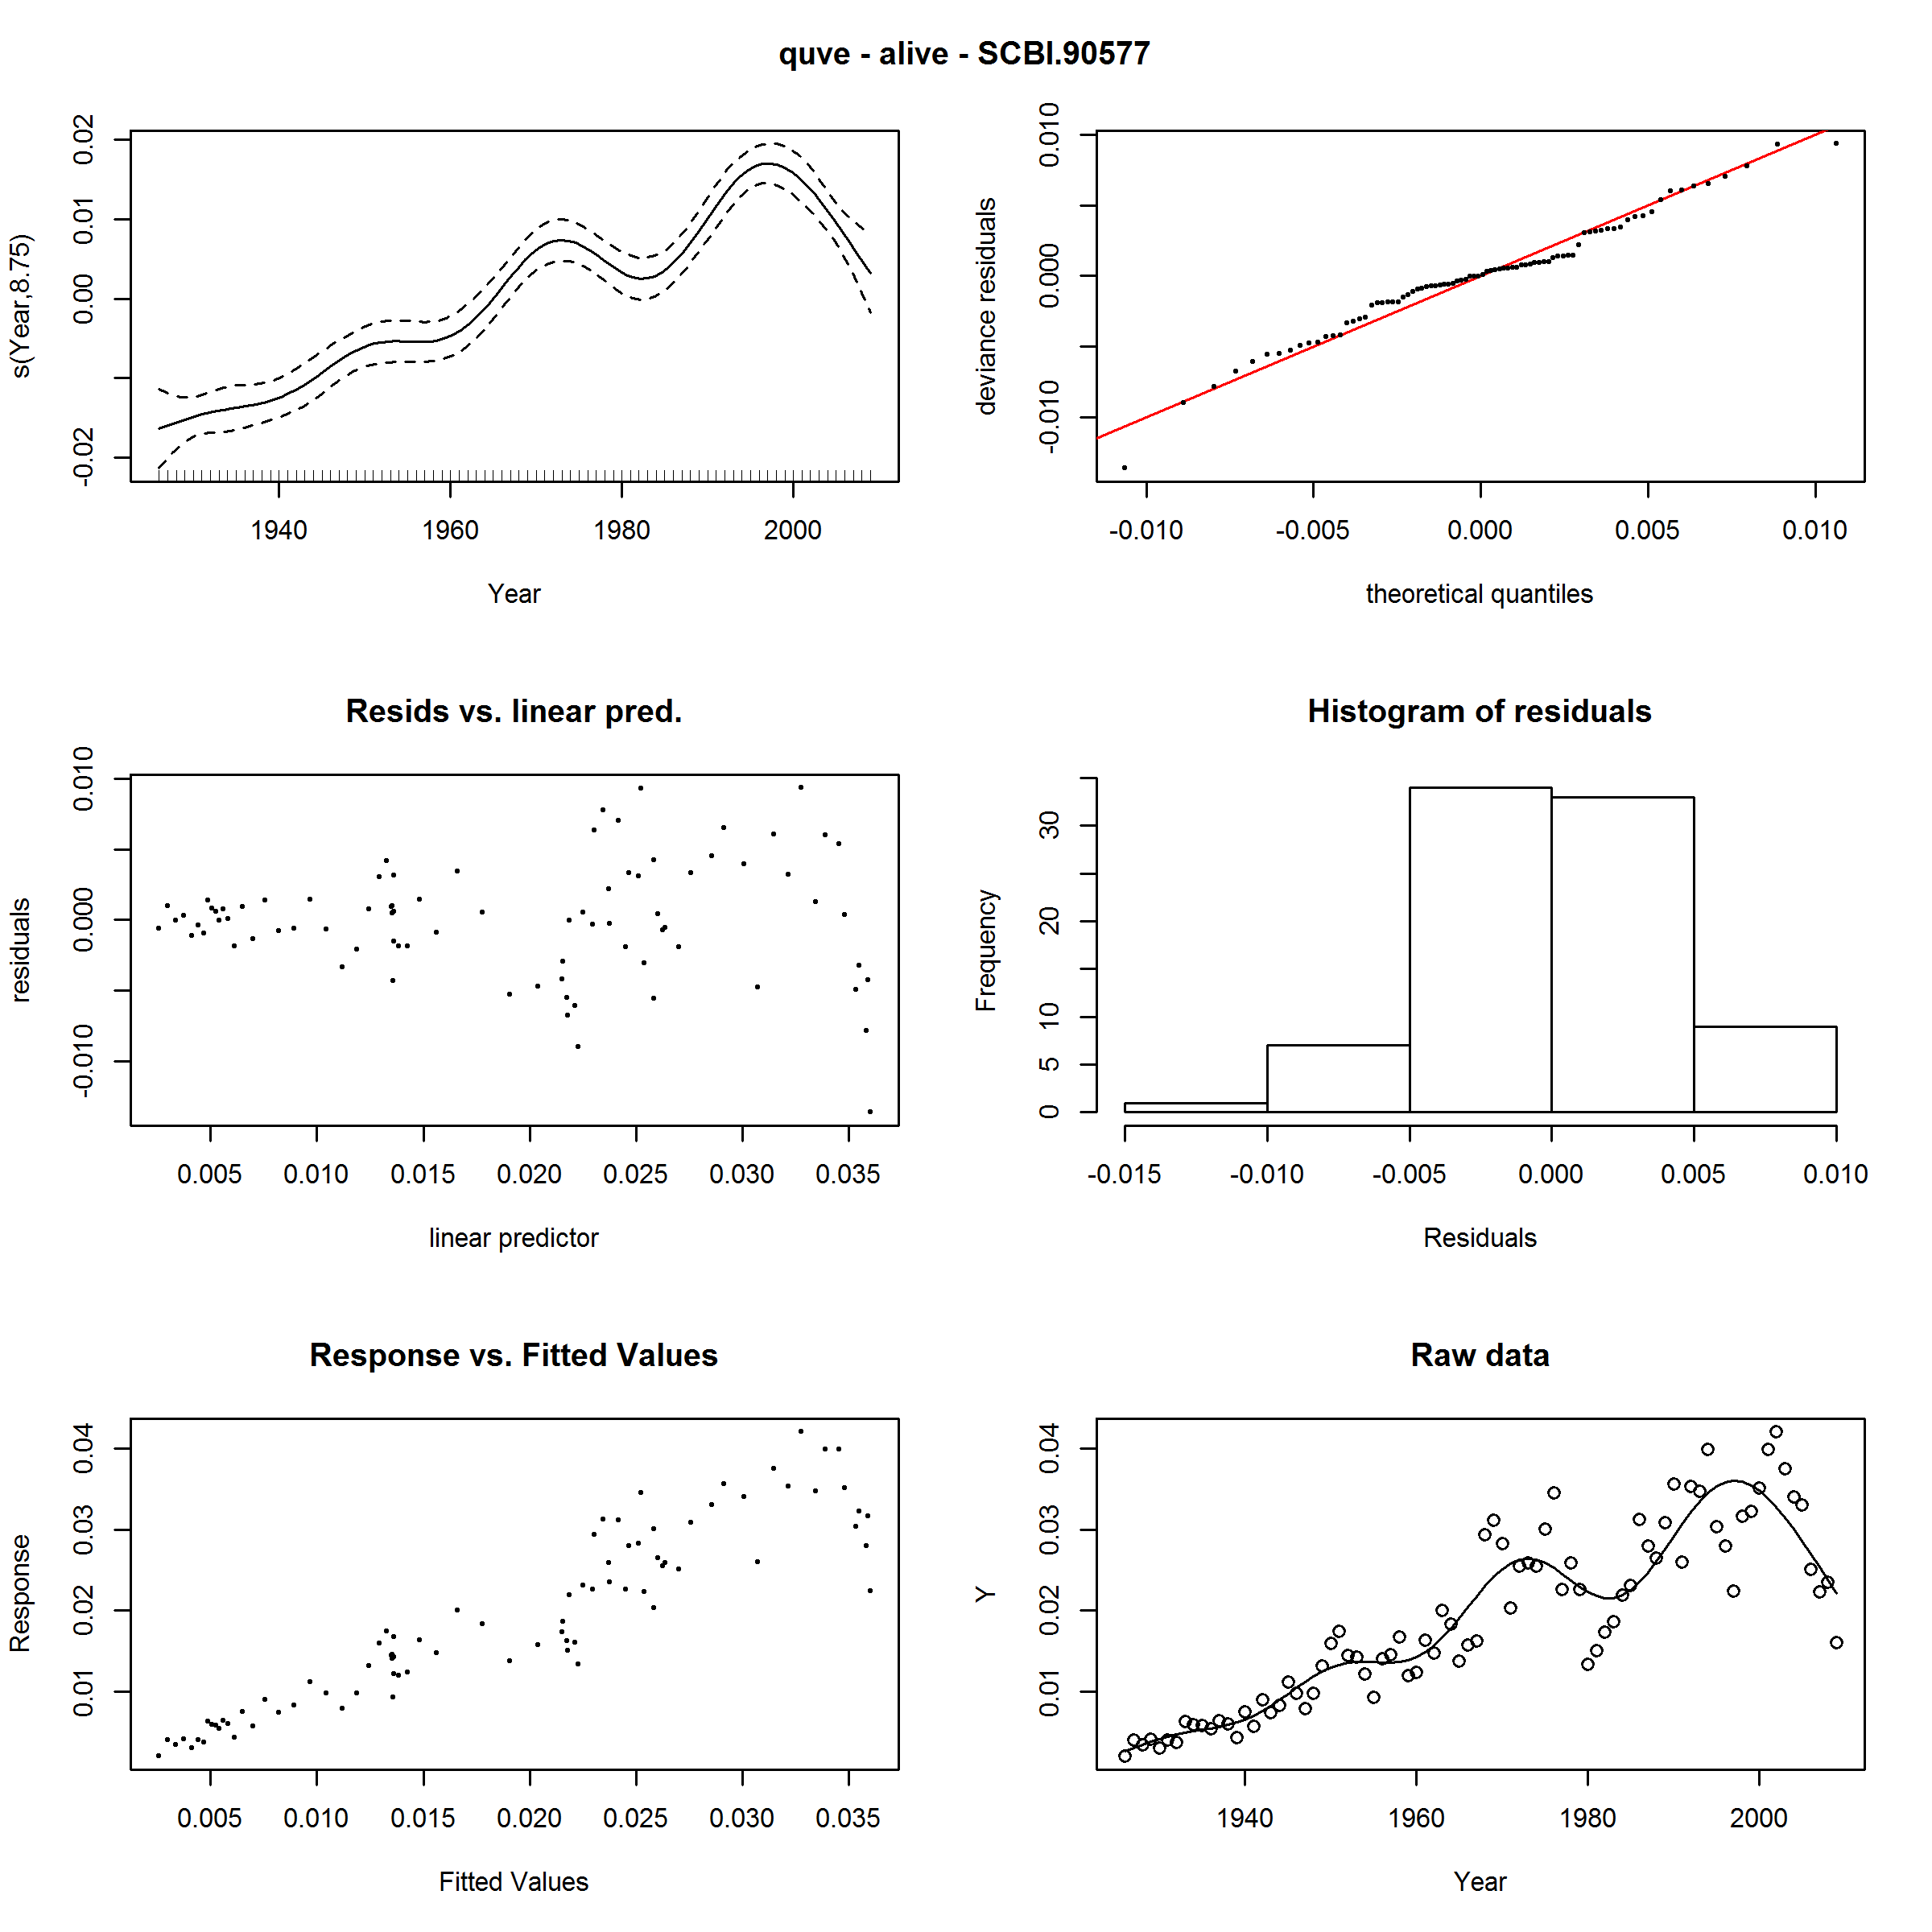 quve - alive - SCBI.90577
s(Year,8.75)
-0.02 0.00 0.01 0.02
1940 1960 1980 2000
Year
deviance residuals
-0.010 0.000 0.010
-0.010 -0.005 0.000 0.005 0.010
theoretical quantiles
Resids vs. linear pred.
residuals
-0.010 0.000 0.010
0.005 0.010 0.015 0.020 0.025 0.030 0.035
linear predictor
Histogram of residuals
Frequency
0 5 10 20 30
-0.015 -0.010 -0.005 0.000 0.005 0.010
Residuals
Response vs. Fitted Values
Response
0.01 0.02 0.03 0.04
0.005 0.010 0.015 0.020 0.025 0.030 0.035
Fitted Values
Raw data
Y
0.01 0.02 0.03 0.04
1940 1960 1980 2000
Year